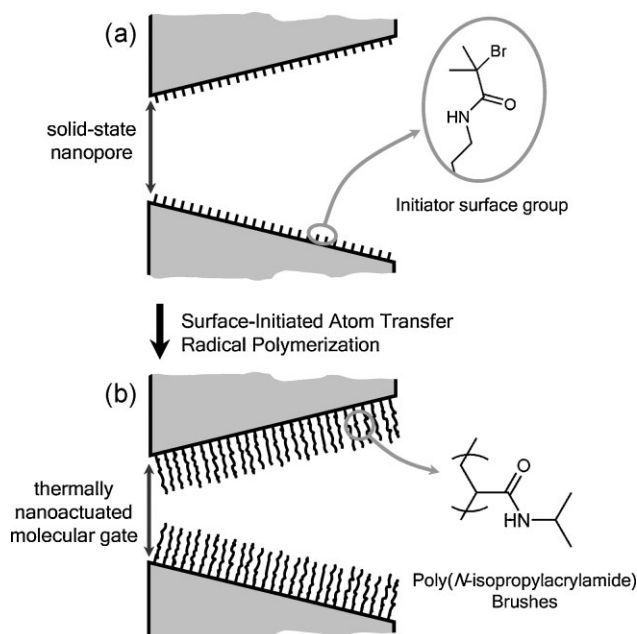 (a)
solid-state
nanopore
Br
O
HN
Initiator surface group
Surface-Initiated Atom Transfer
Radical Polymerization
(b)
thermally
nanoactuated
molecular gate
O
HN
Poly(N-isopropylacrylamide)
Brushes